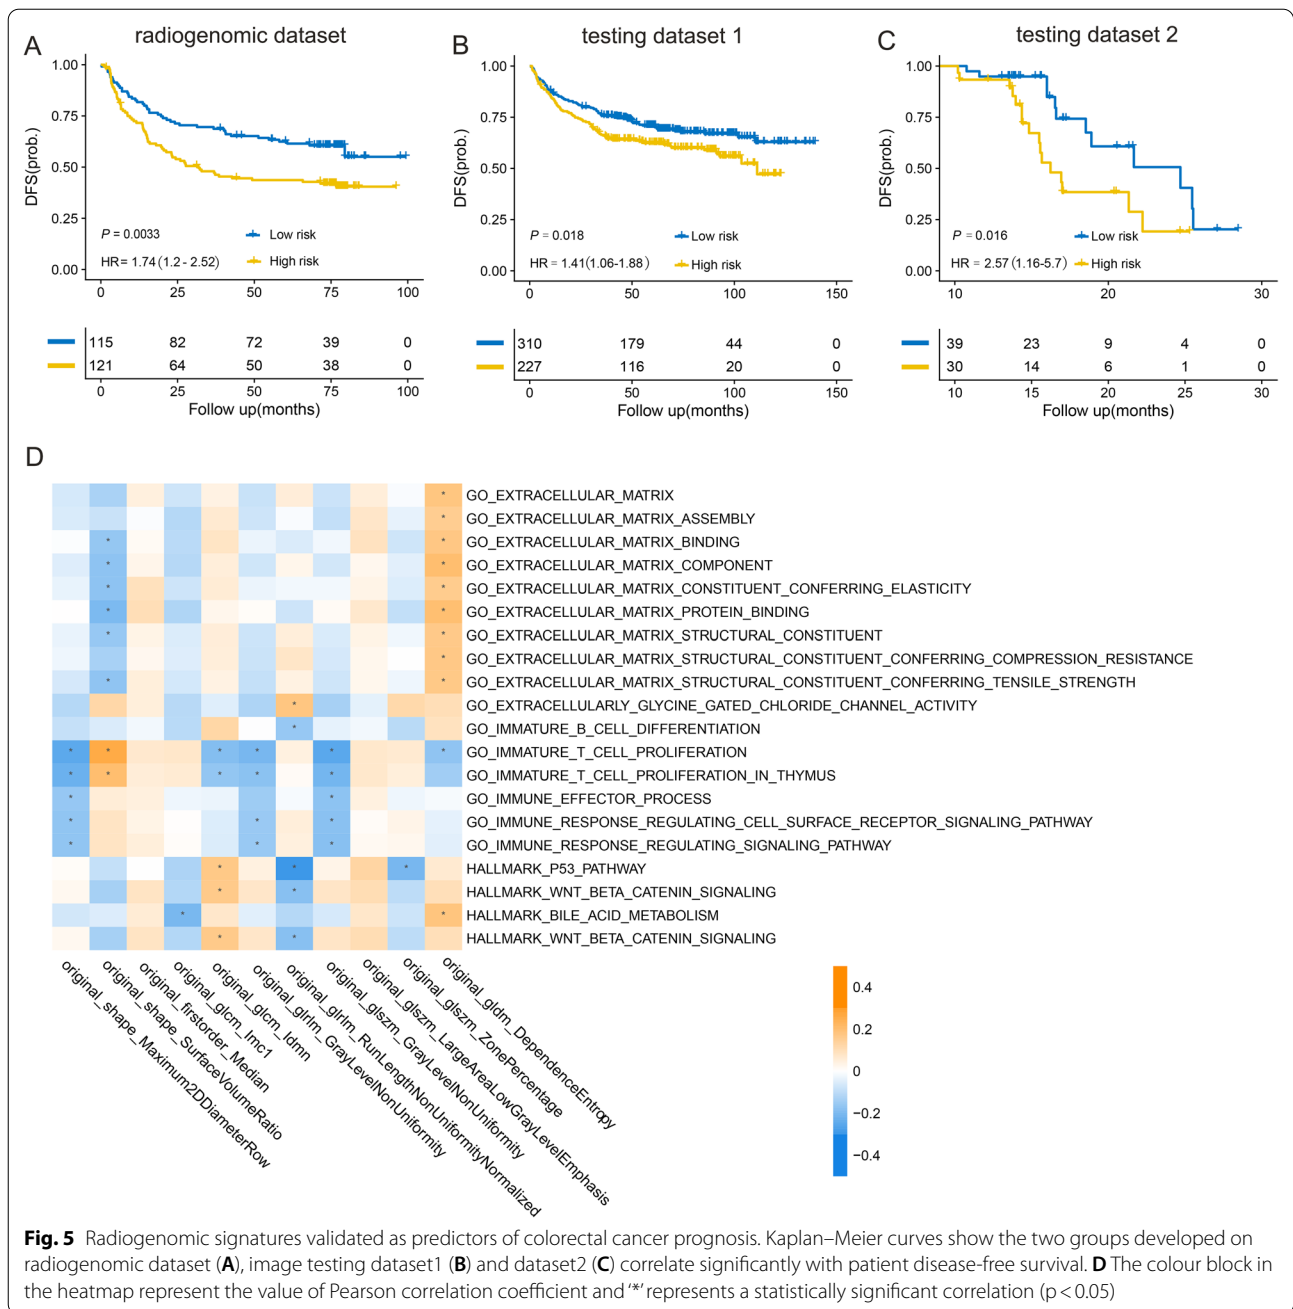 A
radiogenomic dataset
DFS(prob.)
1.00
0.75
0.50
0.25
0.00
P = 0.0033
HR = 1.74(1.2 - 2.52)
Low risk
High risk
0 25 50 75 100
115 82 72 39 0
121 64 50 38 0
0 25 50 75 100
Follow up(months)
B
testing dataset 1
DFS(prob.)
1.00
0.75
0.50
0.25
0.00
P = 0.018
HR = 1.41(1.06-1.88)
Low risk
High risk
0 50 100 150
310 179 44 0
227 116 20 0
0 50 100 150
Follow up(months)
C
testing dataset 2
DFS(prob.)
1.00
0.75
0.50
0.25
0.00
P = 0.016
HR = 2.57(1.16-5.7)
Low risk
High risk
10 20 30
39 23 9 4 0
30 14 6 1 0
10 15 20 25 30
Follow up(months)
D
GO_EXTRACELLULAR_MATRIX
GO_EXTRACELLULAR_MATRIX_ASSEMBLY
GO_EXTRACELLULAR_MATRIX_BINDING
GO_EXTRACELLULAR_MATRIX_COMPONENT
GO_EXTRACELLULAR_MATRIX_CONSTITUENT_CONFERRING_ELASTICITY
GO_EXTRACELLULAR_MATRIX_PROTEIN_BINDING
GO_EXTRACELLULAR_MATRIX_STRUCTURAL_CONSTITUENT
GO_EXTRACELLULAR_MATRIX_STRUCTURAL_CONSTITUENT_CONFERRING_COMPRESSION_RESISTANCE
GO_EXTRACELLULAR_MATRIX_STRUCTURAL_CONSTITUENT_CONFERRING_TENSILE_STRENGTH
GO_EXTRACELLULARLY_GLYCINE_GATED_CHLORIDE_CHANNEL_ACTIVITY
GO_IMMATURE_B_CELL_DIFFERENTIATION
GO_IMMATURE_T_CELL_PROLIFERATION
GO_IMMATURE_T_CELL_PROLIFERATION_IN_THYMUS
GO_IMMUNE_EFFECTOR_PROCESS
GO_IMMUNE_RESPONSE_REGULATING_CELL_SURFACE_RECEPTOR_SIGNALING_PATHWAY
GO_IMMUNE_RESPONSE_REGULATING_SIGNALING_PATHWAY
HALLMARK_P53_PATHWAY
HALLMARK_WNT_BETA_CATENIN_SIGNALING
HALLMARK_BILE_ACID_METABOLISM
HALLMARK_WNT_BETA_CATENIN_SIGNALING
original_shape_Maximum2DDiameterRow
original_shape_SurfaceVolumeRatio
original_firstorder_Median
original_glcm_Imc1
original_glcm_Idmn
original_glrlm_GrayLevelNonUniformity
original_glrlm_RunLengthNonUniformityNormalized
original_glszm_GrayLevelNonUniformity
original_glszm_LargeAreaLowGrayLevelEmphasis
original_glszm_ZonePercentage
original_gldm_DependenceEntropy
0.4
0.2
0
−0.2
−0.4
Fig. 5 Radiogenomic signatures validated as predictors of colorectal cancer prognosis. Kaplan–Meier curves show the two groups developed on
radiogenomic dataset (A), image testing dataset1 (B) and dataset2 (C) correlate significantly with patient disease-free survival. D The colour block in
the heatmap represent the value of Pearson correlation coefficient and '*' represents a statistically significant correlation (p < 0.05)